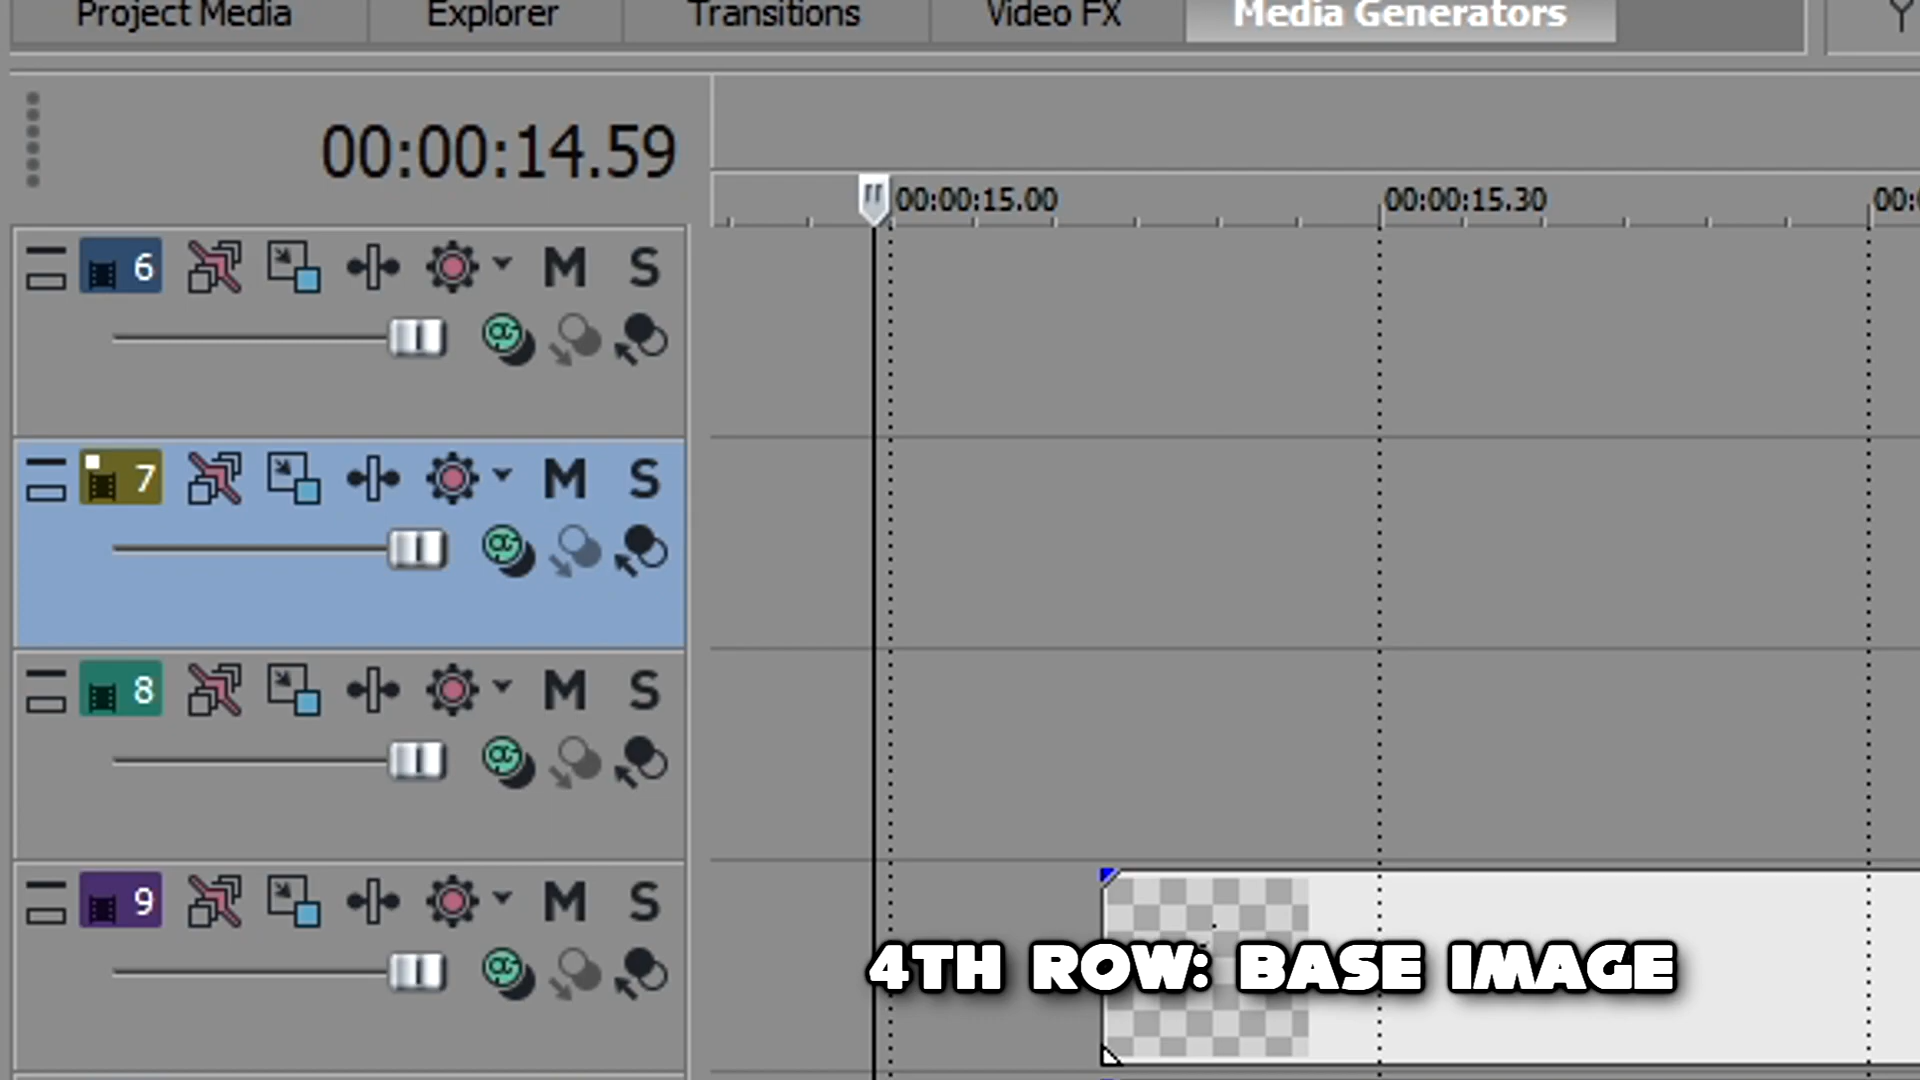 Project Media Explorer Transitions Video FX Media Generators
00:00:14.59
00:00:15.00 00:00:15.30
6 M S
7 M S
8 M S
9 M S
4TH ROW: BASE IMAGE